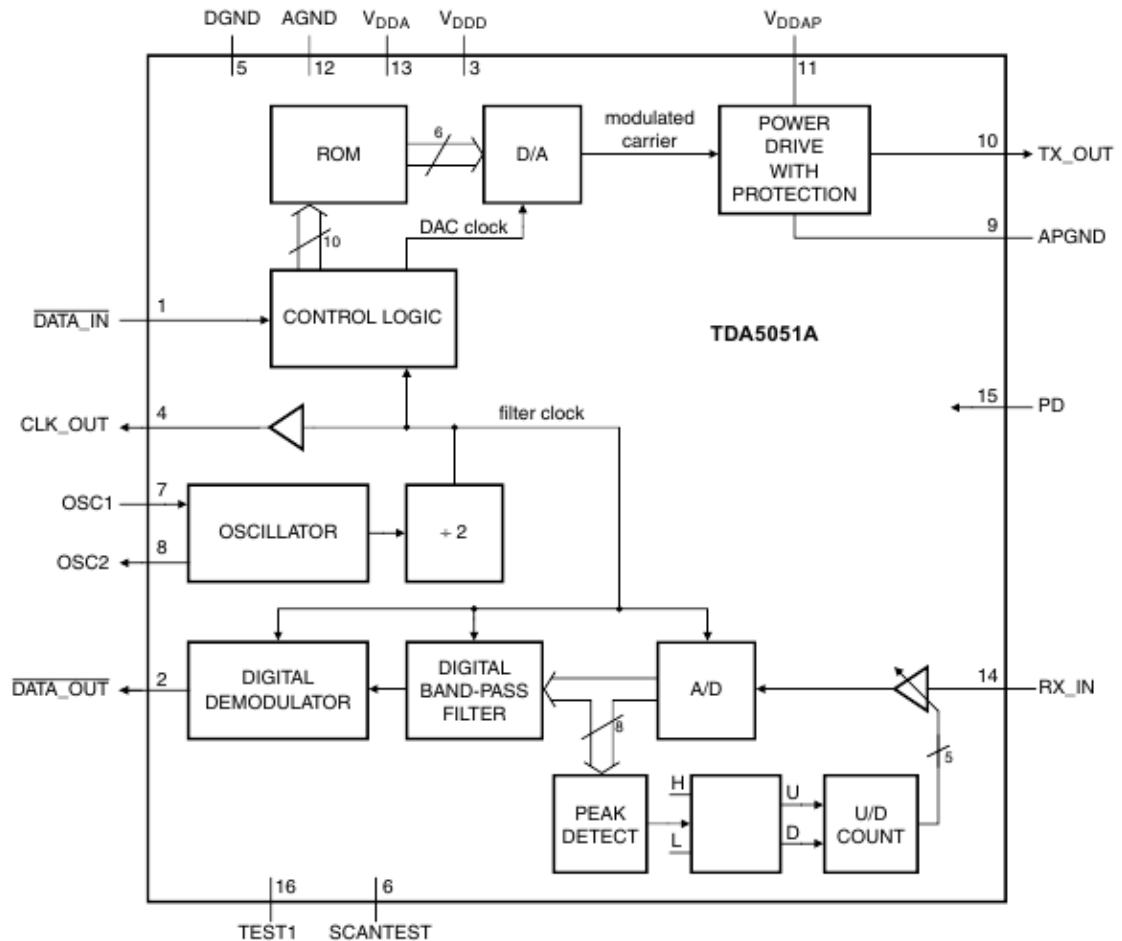 DGND
AGND
VDDA
VDDD
VDDAP
5
12
13
3
11
ROM
6
D/A
modulated
carrier
POWER
DRIVE
WITH
PROTECTION
10
TX_OUT
9
APGND
10
DAC clock
DATA_IN
1
CONTROL LOGIC
TDA5051A
15
PD
CLK_OUT
4
filter clock
OSC1
7
OSCILLATOR
÷ 2
OSC2
8
DATA_OUT
2
DIGITAL
DEMODULATOR
DIGITAL
BAND-PASS
FILTER
A/D
14
RX_IN
8
5
PEAK
DETECT
H
L
U
D
U/D
COUNT
16
6
TEST1
SCANTEST